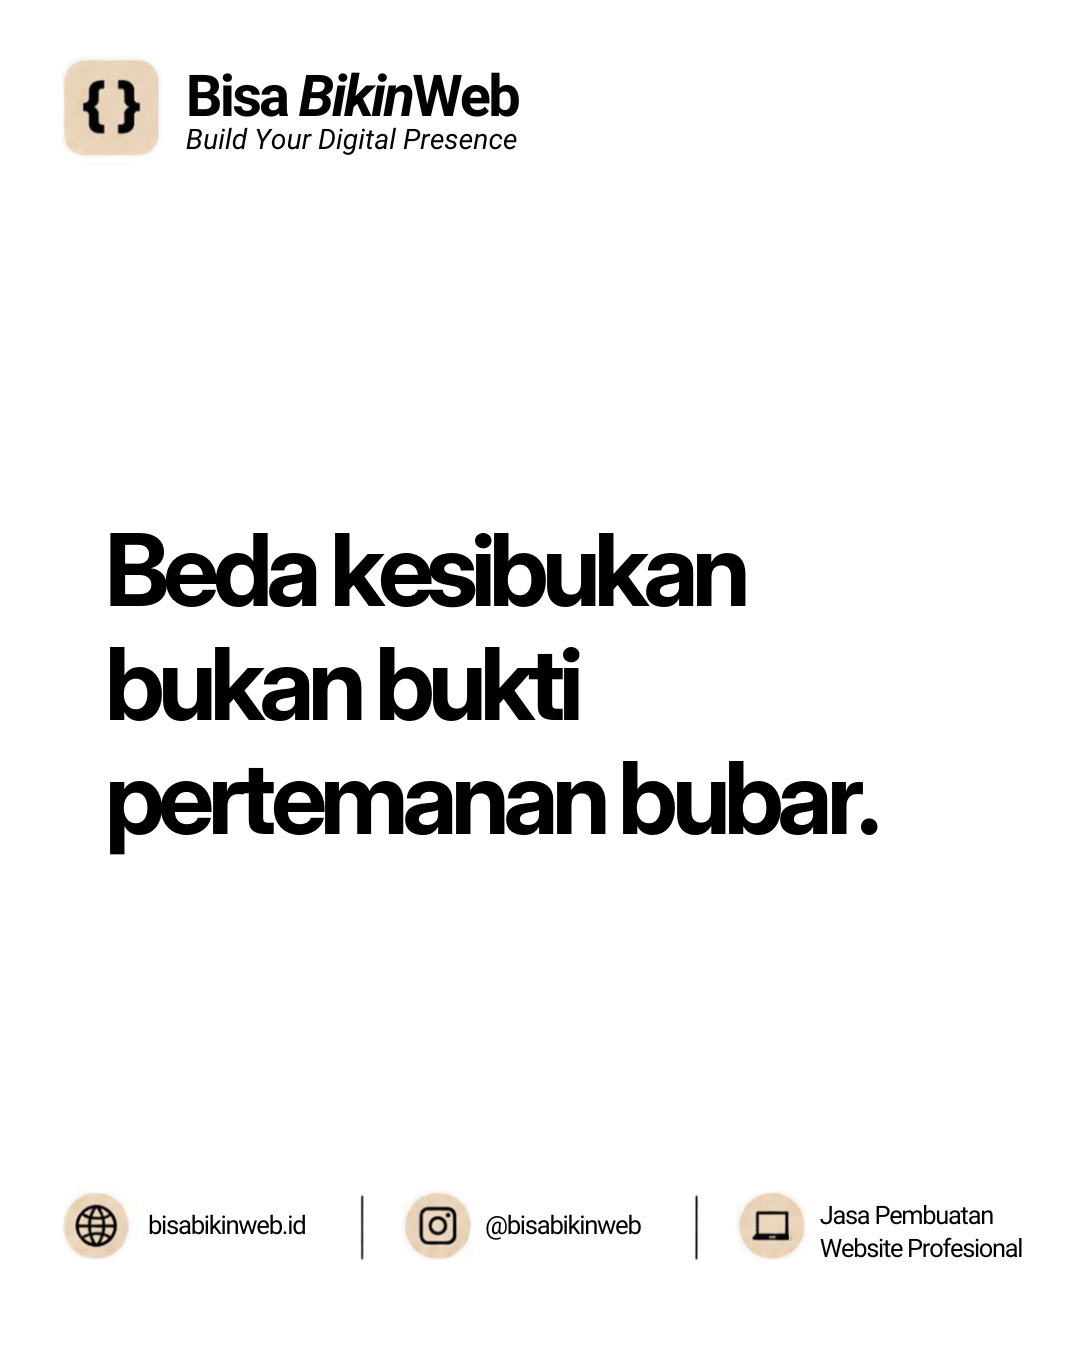 { }
Bisa BikinWeb
Build Your Digital Presence
Beda kesibukan
bukan bukti
pertemanan bubar.
bisabikinweb.id
@bisabikinweb
Jasa Pembuatan
Website Profesional